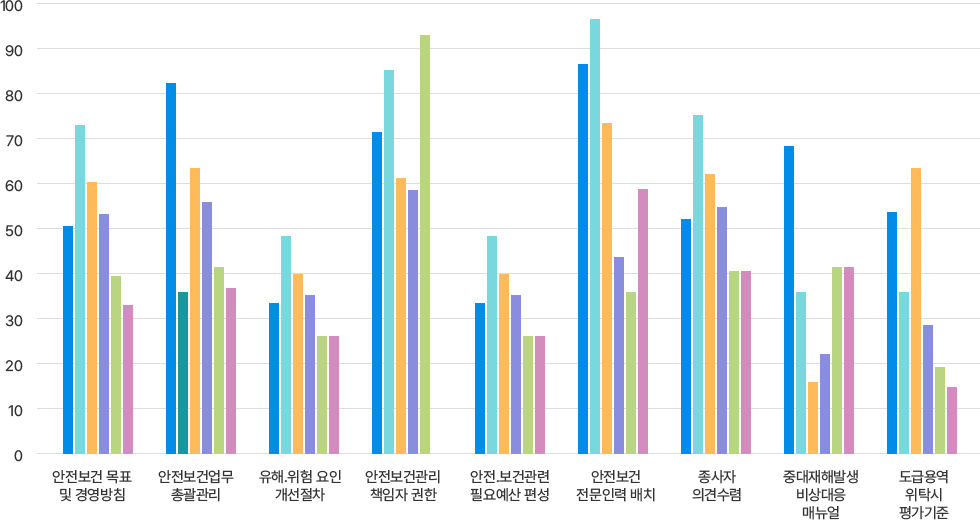 100
90
80
70
60
50
40
30
20
10
0
안전보건 목표
및 경영방침
안전보건업무
총괄관리
유해.위험 요인
개선절차
안전보건관리
책임자 권한
안전.보건관련
필요예산 편성
안전보건
전문인력 배치
종사자
의견수렴
중대재해발생
비상대응
매뉴얼
도급용역
위탁시
평가기준